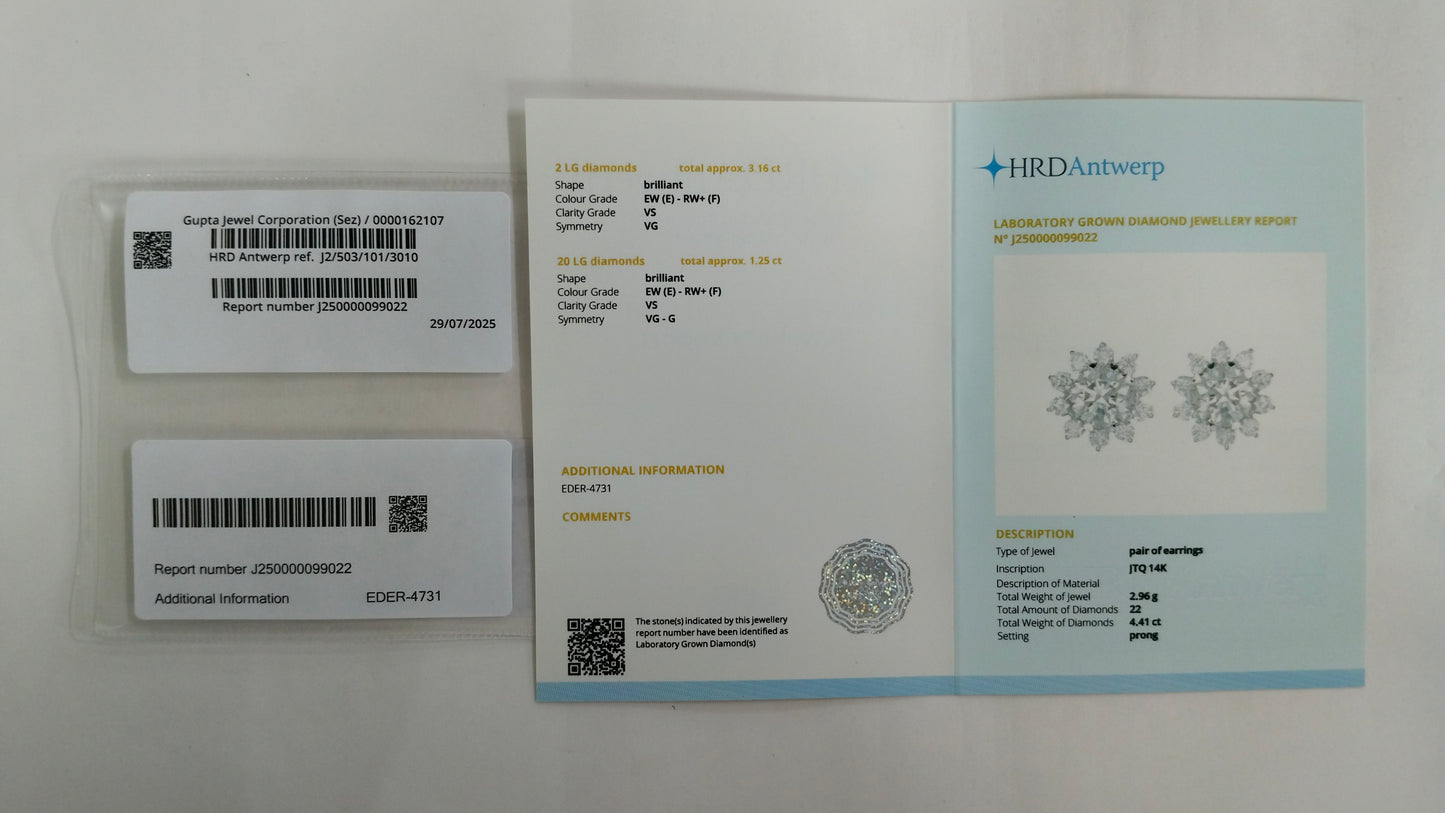 Gupta Jewel Corporation (Sez) / 0000162107
HRD Antwerp ref. J2/503/101/3010
Report number J250000099022
29/07/2025
Report number J250000099022
Additional Information EDER-4731
2 LG diamonds total approx. 3.16 ct
Shape brilliant
Colour Grade EW (E) - RW+ (F)
Clarity Grade VS
Symmetry VG
20 LG diamonds total approx. 1.25 ct
Shape brilliant
Colour Grade EW (E) - RW+ (F)
Clarity Grade VS
Symmetry VG - G
ADDITIONAL INFORMATION
EDER-4731
COMMENTS
The stone(s) indicated by this jewellery
report number have been identified as
Laboratory Grown Diamond(s)
HRDAntwerp
LABORATORY GROWN DIAMOND JEWELLERY REPORT
N° J250000099022
DESCRIPTION
Type of Jewel pair of earrings
Inscription JTQ 14K
Description of Material
Total Weight of Jewel 2.96 g
Total Amount of Diamonds 22
Total Weight of Diamonds 4.41 ct
Setting prong